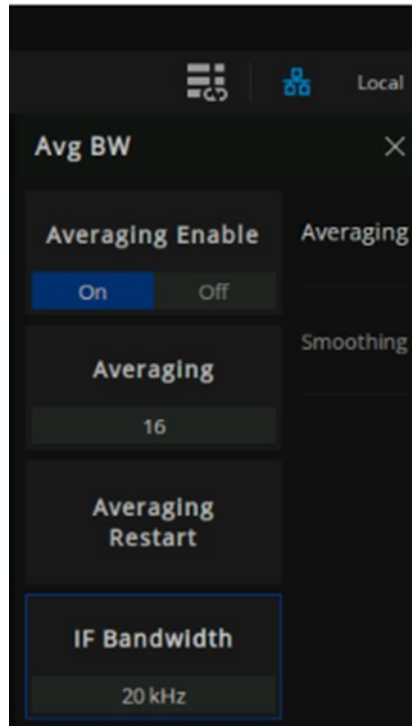 Local
Avg BW
Averaging Enable
On Off
Averaging
16
Averaging
Restart
IF Bandwidth
20 kHz
Averaging
Smoothing